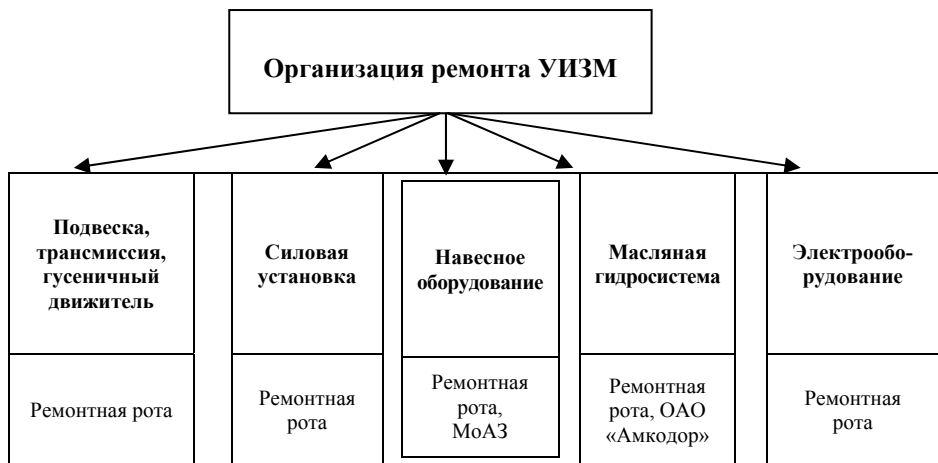 Организация ремонта УИЗМ
Подвеска,
трансмиссия,
гусеничный
движитель
Силовая
установка
Навесное
оборудование
Масляная
гидросистема
Электрообо-
рудование
Ремонтная рота
Ремонтная
рота
Ремонтная
рота,
МоАЗ
Ремонтная
рота, ОАО
«Амкодор»
Ремонтная
рота